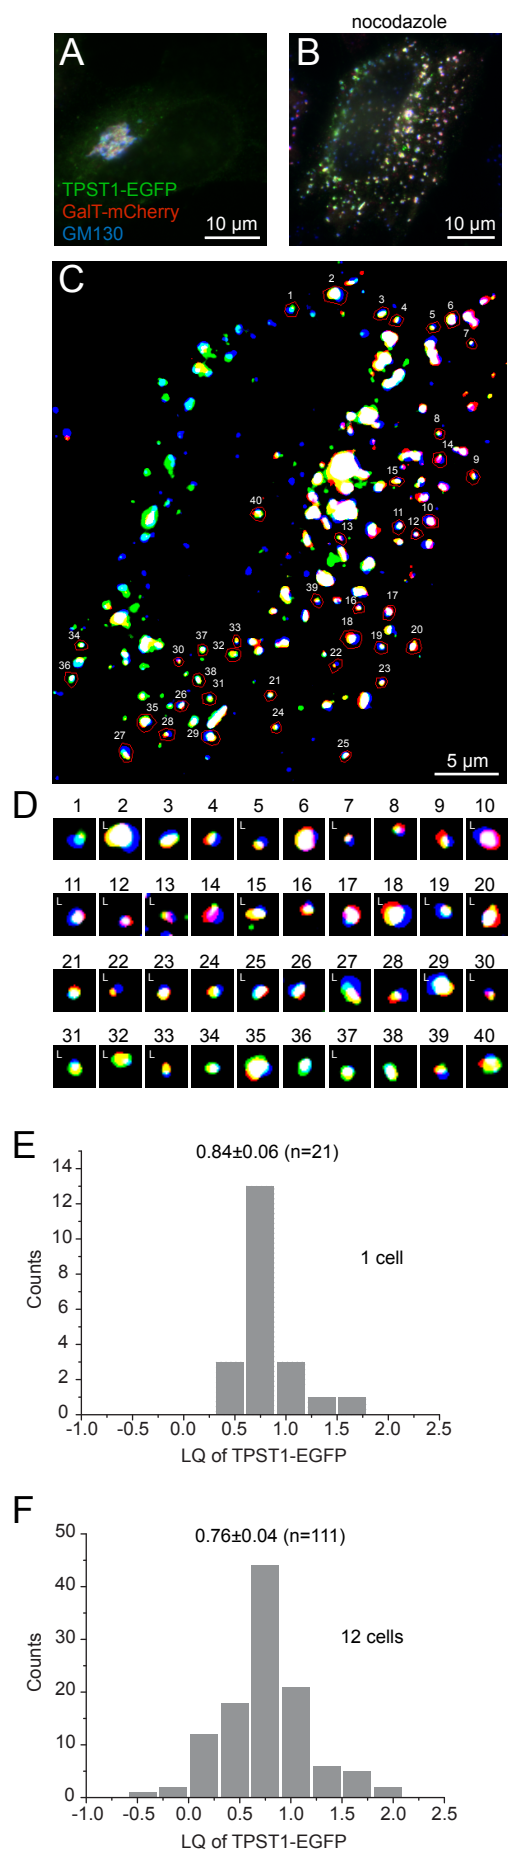 nocodazole
A
B
TPST1-EGFP
GalT-mCherry
GM130
10 µm
10 µm
C
1
2
3
4
5
6
7
8
14
9
15
40
11
10
12
13
39
16
17
18
19
20
34
33
37
32
30
22
36
38
31
21
23
26
35
28
29
24
27
25
5 µm
D
1 2 3 4 5 6 7 8 9 10
L L L L
11 12 13 14 15 16 17 18 19 20
L L L L L L L
21 22 23 24 25 26 27 28 29 30
L L L
31 32 33 34 35 36 37 38 39 40
L L L L
E
0.84±0.06 (n=21)
1 cell
Counts
14
12
10
8
6
4
2
0
-1.0 -0.5 0.0 0.5 1.0 1.5 2.0 2.5
LQ of TPST1-EGFP
F
0.76±0.04 (n=111)
12 cells
Counts
50
40
30
20
10
0
-1.0 -0.5 0.0 0.5 1.0 1.5 2.0 2.5
LQ of TPST1-EGFP